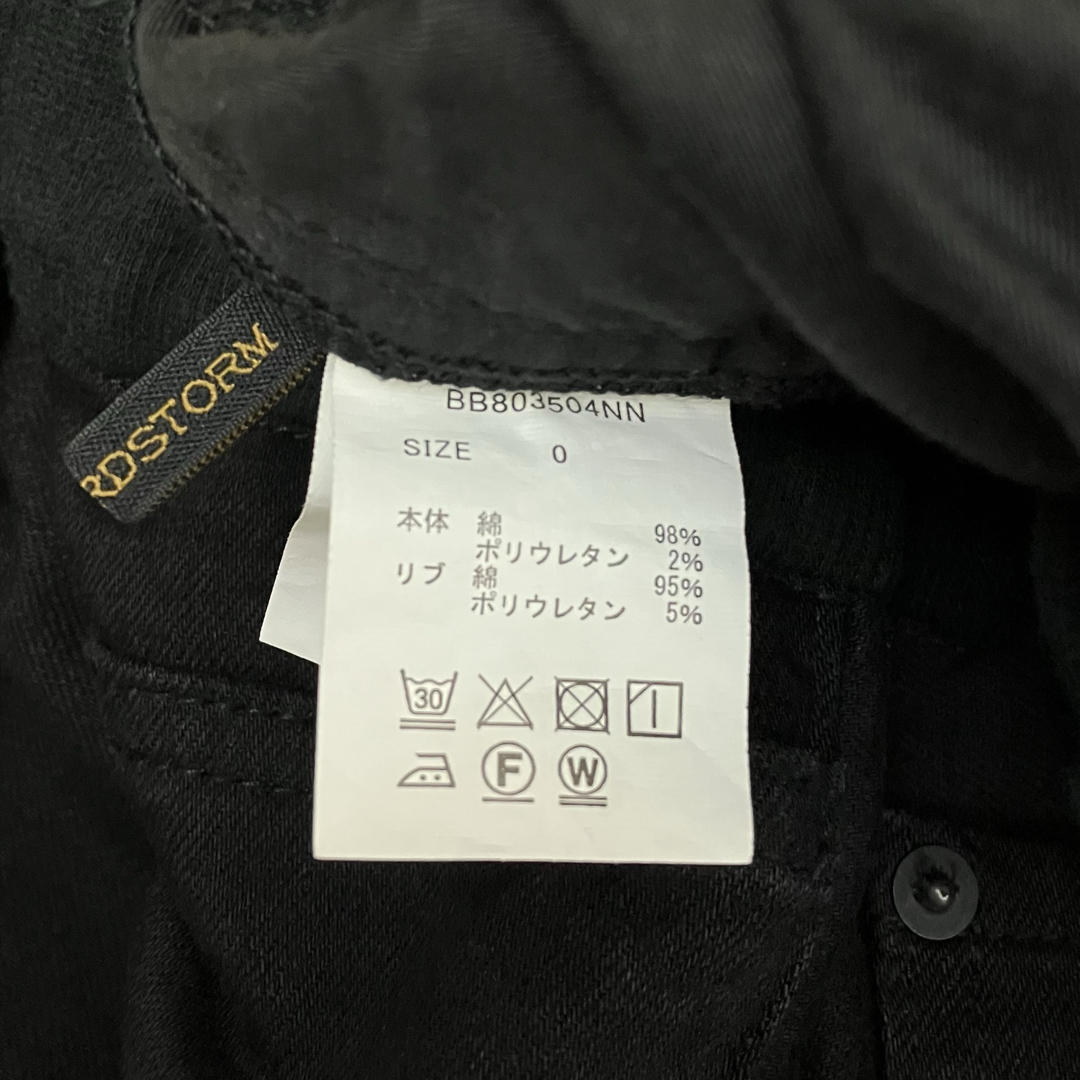 RDSTORM
BB803504NN
SIZE 0
本体 綿 98%
ポリウレタン 2%
リブ 綿 95%
ポリウレタン 5%
30
F W